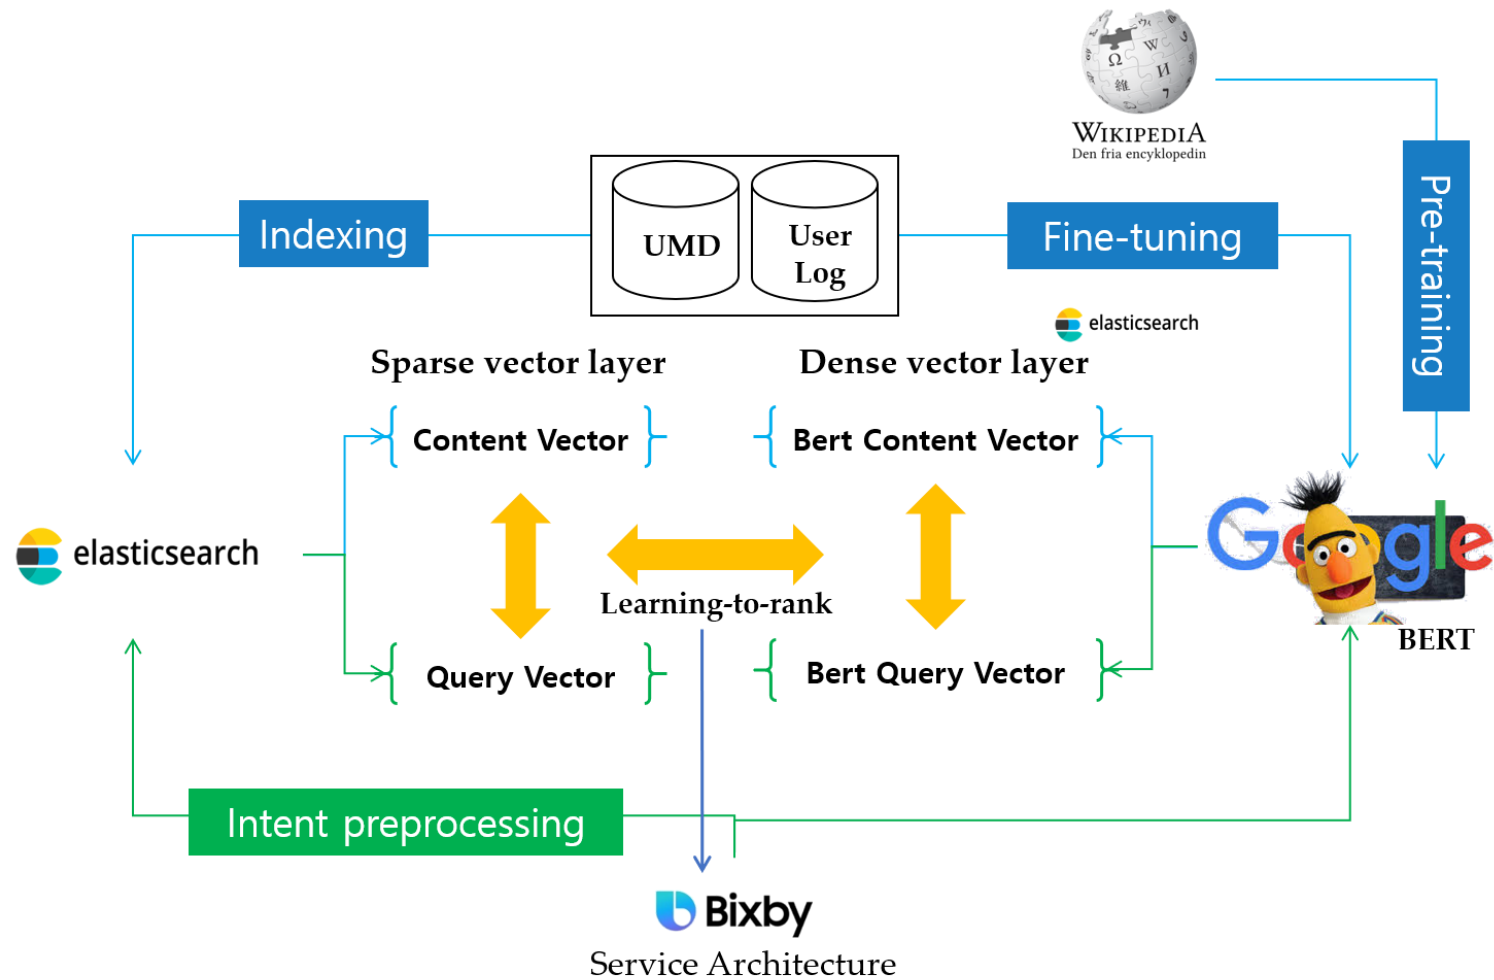 WIKIPEDIA
Den fria encyklopedin
Pre-training
Indexing
UMD
User
Log
Fine-tuning
elasticsearch
Sparse vector layer
Dense vector layer
Content Vector
Bert Content Vector
elasticsearch
Learning-to-rank
Google
BERT
Query Vector
Bert Query Vector
Intent preprocessing
Bixby
Service Architecture